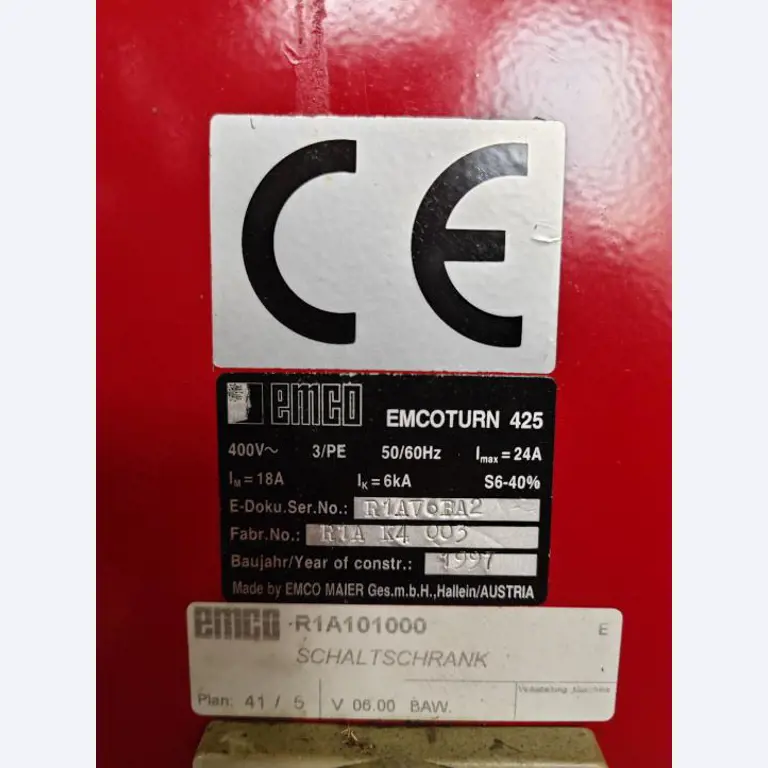 CE
emco EMCOTURN 425
400V~ 3/PE 50/60Hz Imax = 24A
IM = 18A IK = 6kA S6-40%
E-Doku.Ser.No.: R1AV6EA2
Fabr.No.: R1A K4 003
Baujahr/Year of constr.: 1997
Made by EMCO MAIER Ges.m.b.H.,Hallein/AUSTRIA
emco R1A101000 E
SCHALTSCHRANK
Plan: 41 / 5 V 06.00 BAW.